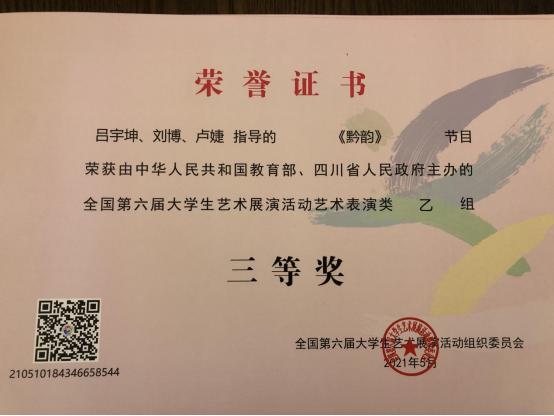 荣誉证书
吕宇坤、刘博、卢婕 指导的 《黔韵》 节目
荣获由中华人民共和国教育部、四川省人民政府主办的
全国第六届大学生艺术展演活动艺术表演类 乙 组
三等奖
全国第六届大学生艺术展演活动组织委员会
2021年5月
210510184346658544